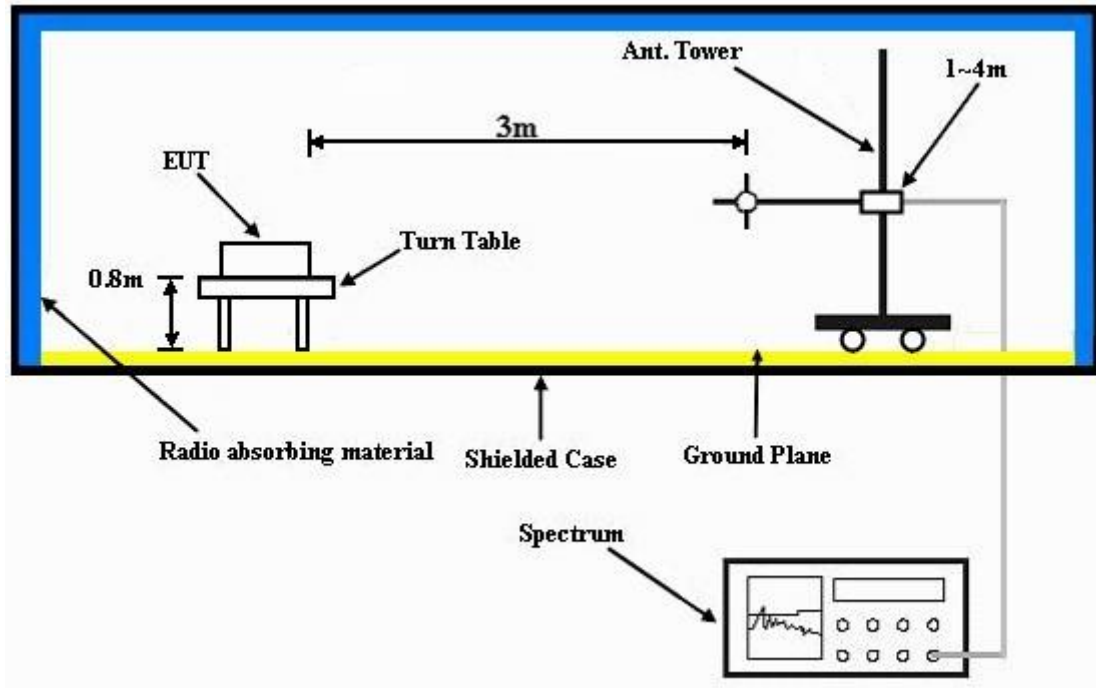 Ant. Tower
1~4m
3m
EUT
Turn Table
0.8m
Radio absorbing material
Shielded Case
Ground Plane
Spectrum